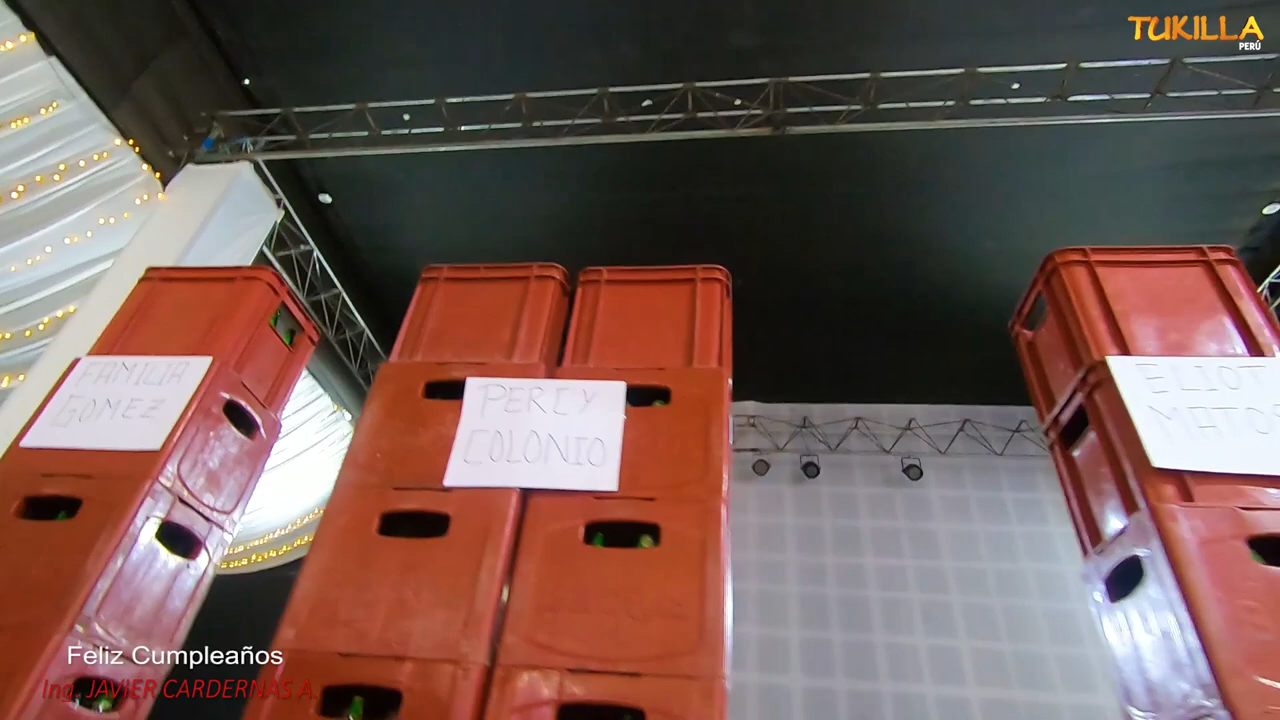 TUKILLA
PERÚ
FAMILIA
GOMEZ
PERCY
COLONIO
ELIOT
MATOS
Feliz Cumpleaños
Ing. JAVIER CARDERNAS A.